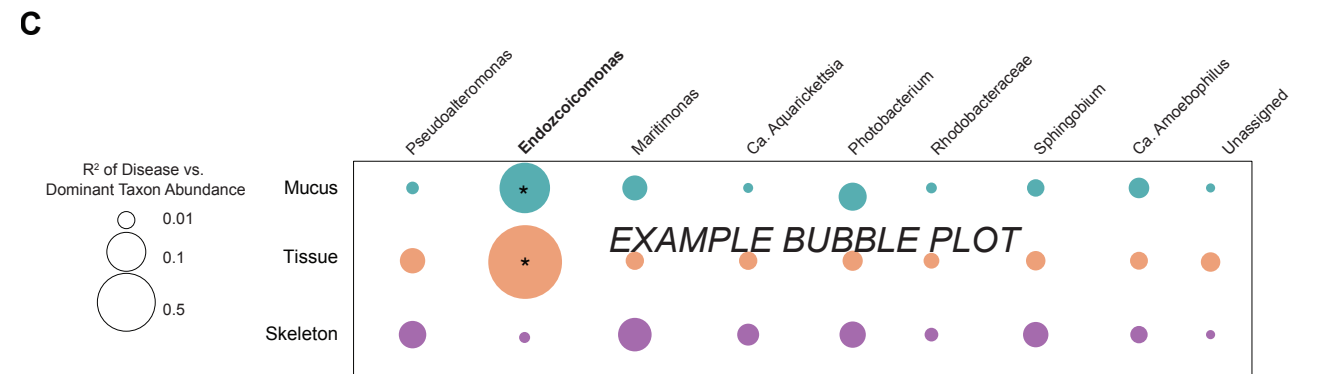 C
Pseudoalteromonas
Endozcoicomonas
Maritimonas
Ca. Aquarickettsia
Photobacterium
Rhodobacteraceae
Sphingobium
Ca. Amoebophilus
Unassigned
R² of Disease vs.
Dominant Taxon Abundance
0.01
0.1
0.5
Mucus
*
EXAMPLE BUBBLE PLOT
Tissue
*
Skeleton